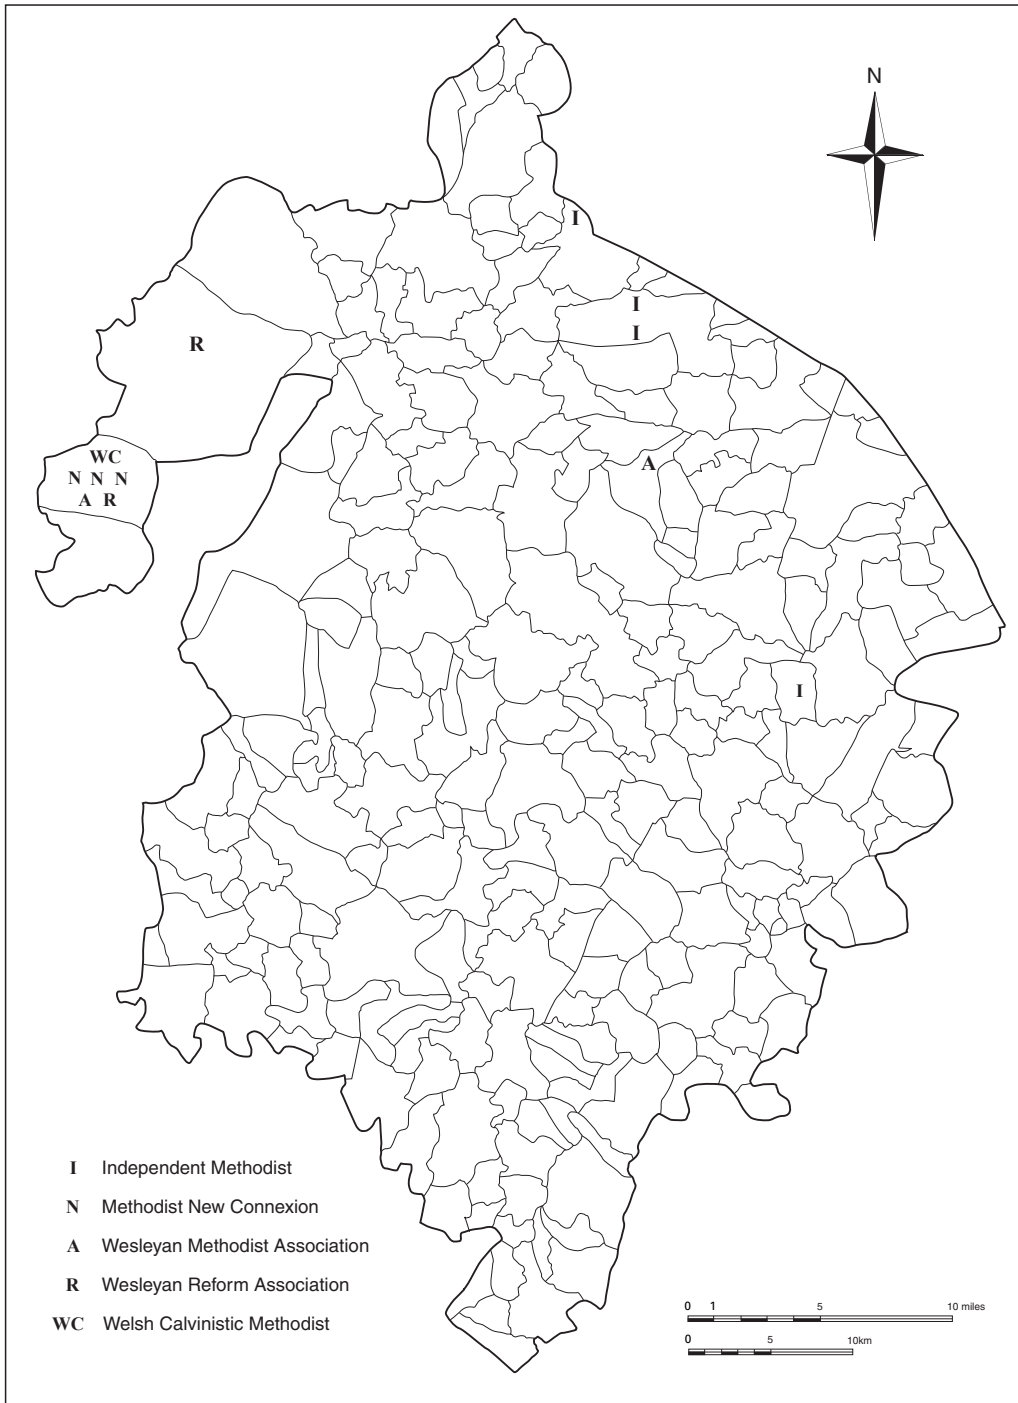 N
I
I
I
R
WC
N N N
A R
A
I
I Independent Methodist
N Methodist New Connexion
A Wesleyan Methodist Association
R Wesleyan Reform Association
WC Welsh Calvinistic Methodist
0 1 5 10 miles
0 5 10km